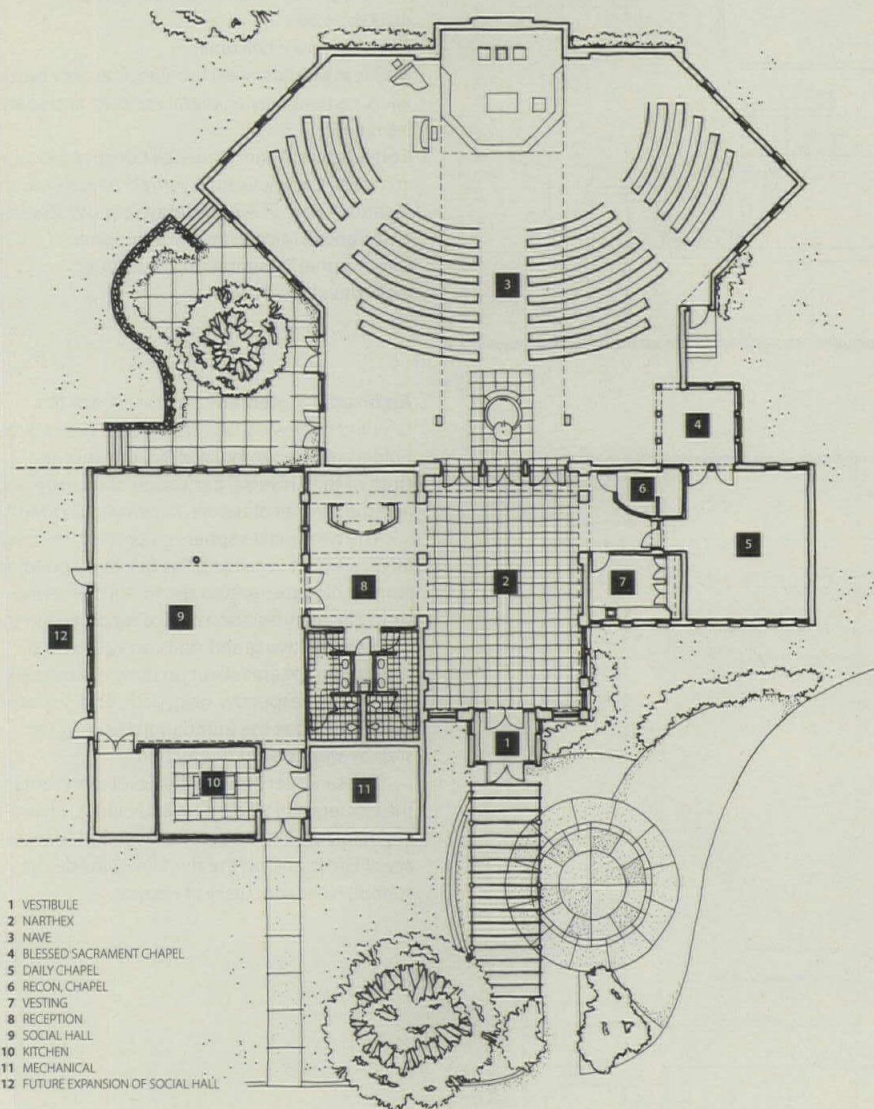 3
4
6
5
2
7
8
9
12
1
10
11
1 VESTIBULE
2 NARTHEX
3 NAVE
4 BLESSED SACRAMENT CHAPEL
5 DAILY CHAPEL
6 RECON, CHAPEL
7 VESTING
8 RECEPTION
9 SOCIAL HALL
10 KITCHEN
11 MECHANICAL
12 FUTURE EXPANSION OF SOCIAL HALL